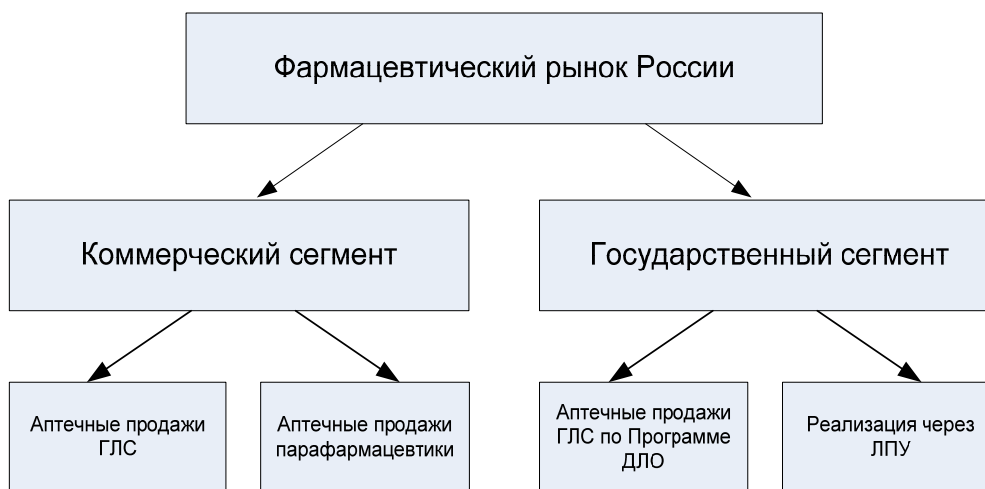 Фармацевтический рынок России
Коммерческий сегмент
Государственный сегмент
Аптечные продажи
ГЛС
Аптечные продажи
парафармацевтики
Аптечные продажи
ГЛС по Программе
ДЛО
Реализация через
ЛПУ